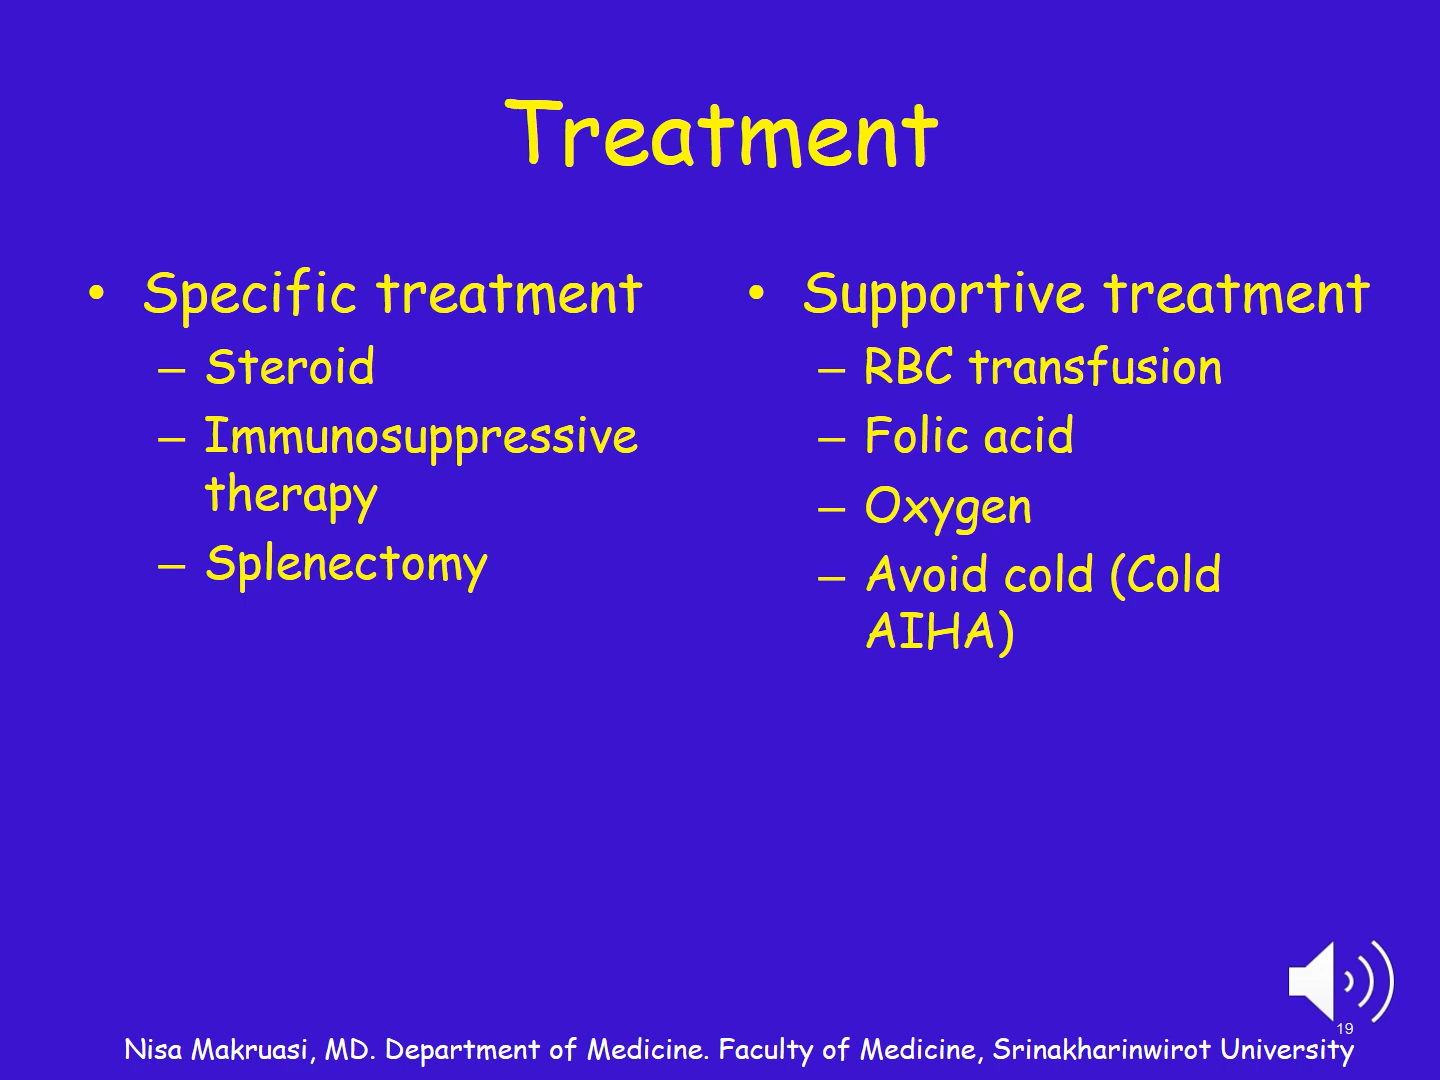 Treatment
• Specific treatment
– Steroid
– Immunosuppressive
therapy
– Splenectomy
• Supportive treatment
– RBC transfusion
– Folic acid
– Oxygen
– Avoid cold (Cold
AIHA)
19
Nisa Makruasi, MD. Department of Medicine. Faculty of Medicine, Srinakharinwirot University